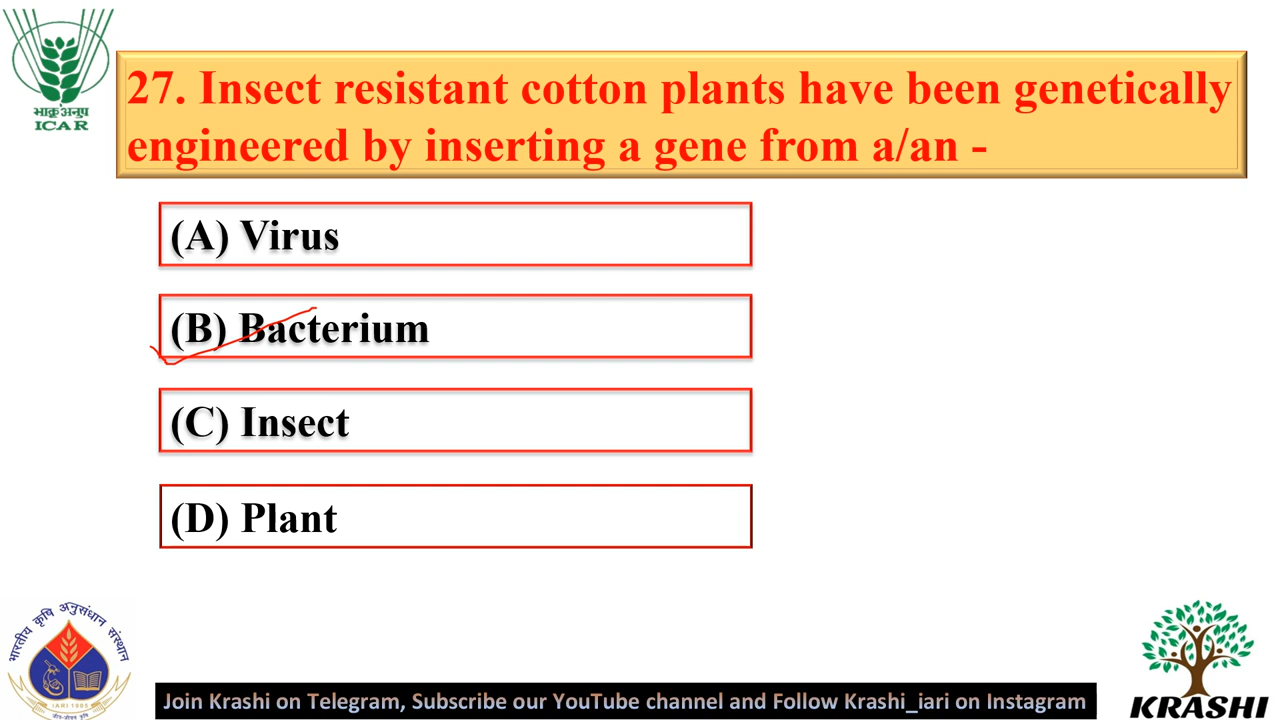 भाकृअनुप
ICAR
27. Insect resistant cotton plants have been genetically
engineered by inserting a gene from a/an -
(A) Virus
(B) Bacterium
(C) Insect
(D) Plant
भारतीय कृषि अनुसंधान संस्थान
IARI 1905
Join Krashi on Telegram, Subscribe our YouTube channel and Follow Krashi_iari on Instagram
KRASHI